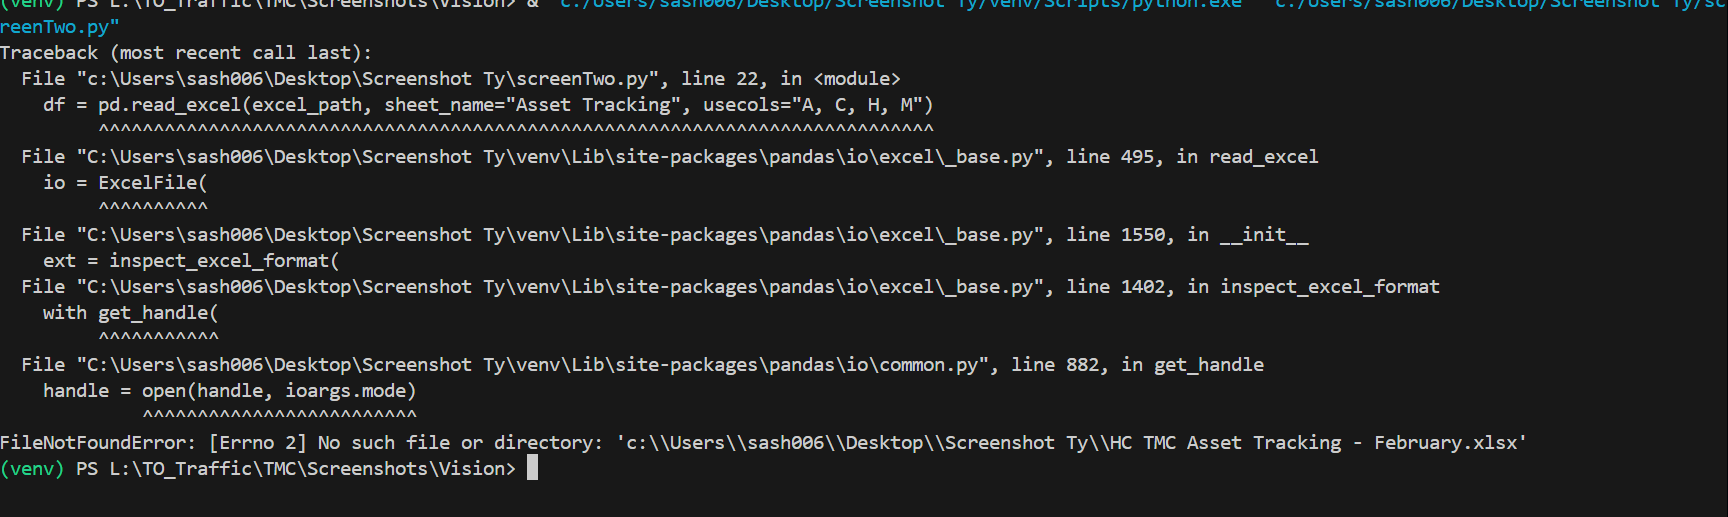 (venv) PS L:\TO_Traffic\TMC\Screenshots\Vision> & "c:/Users/sash006/Desktop/Screenshot Ty/venv/Scripts/python.exe" "c:/Users/sash006/Desktop/Screenshot Ty/sc
reenTwo.py"
Traceback (most recent call last):
  File "c:\Users\sash006\Desktop\Screenshot Ty\screenTwo.py", line 22, in <module>
    df = pd.read_excel(excel_path, sheet_name="Asset Tracking", usecols="A, C, H, M")
         ^^^^^^^^^^^^^^^^^^^^^^^^^^^^^^^^^^^^^^^^^^^^^^^^^^^^^^^^^^^^^^^^^^^^^^^^^^^^
  File "C:\Users\sash006\Desktop\Screenshot Ty\venv\Lib\site-packages\pandas\io\excel\_base.py", line 495, in read_excel
    io = ExcelFile(
         ^^^^^^^^^^
  File "C:\Users\sash006\Desktop\Screenshot Ty\venv\Lib\site-packages\pandas\io\excel\_base.py", line 1550, in __init__
    ext = inspect_excel_format(
  File "C:\Users\sash006\Desktop\Screenshot Ty\venv\Lib\site-packages\pandas\io\excel\_base.py", line 1402, in inspect_excel_format
    with get_handle(
         ^^^^^^^^^^^
  File "C:\Users\sash006\Desktop\Screenshot Ty\venv\Lib\site-packages\pandas\io\common.py", line 882, in get_handle
    handle = open(handle, ioargs.mode)
             ^^^^^^^^^^^^^^^^^^^^^^^^^
FileNotFoundError: [Errno 2] No such file or directory: 'c:\\Users\\sash006\\Desktop\\Screenshot Ty\\HC TMC Asset Tracking - February.xlsx'
(venv) PS L:\TO_Traffic\TMC\Screenshots\Vision>